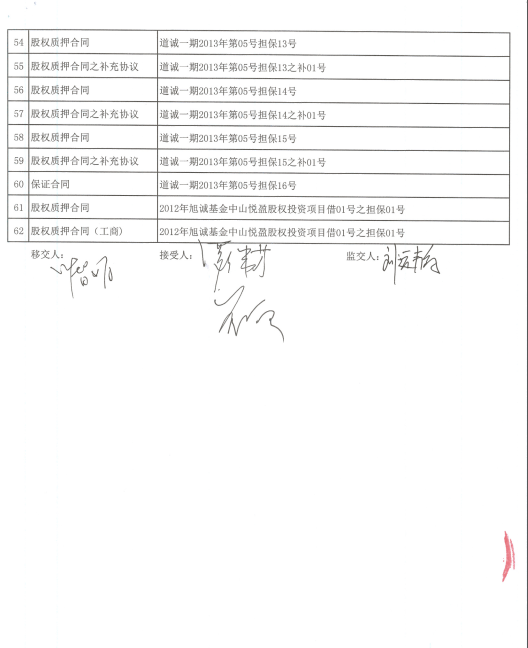 54 股权质押合同 道诚一期2013年第05号担保13号
55 股权质押合同之补充协议 道诚一期2013年第05号担保13之补01号
56 股权质押合同 道诚一期2013年第05号担保14号
57 股权质押合同之补充协议 道诚一期2013年第05号担保14之补01号
58 股权质押合同 道诚一期2013年第05号担保15号
59 股权质押合同之补充协议 道诚一期2013年第05号担保15之补01号
60 保证合同 道诚一期2013年第05号担保16号
61 股权质押合同 2012年旭诚基金中山悦盈股权投资项目借01号之担保01号
62 股权质押合同（工商） 2012年旭诚基金中山悦盈股权投资项目借01号之担保01号
移交人： 接受人： 监交人：